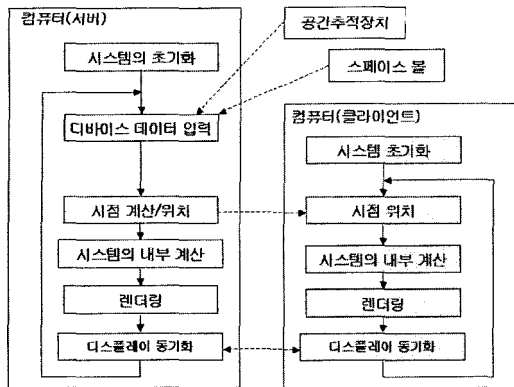 컴퓨터(서버)
시스템의 초기화
디바이스 데이터 입력
시점 계산/위치
시스템의 내부 계산
렌더링
디스플레이 동기화
공간추적장치
스페이스 볼
컴퓨터(클라이언트)
시스템 초기화
시점 위치
시스템의 내부 계산
렌더링
디스플레이 동기화